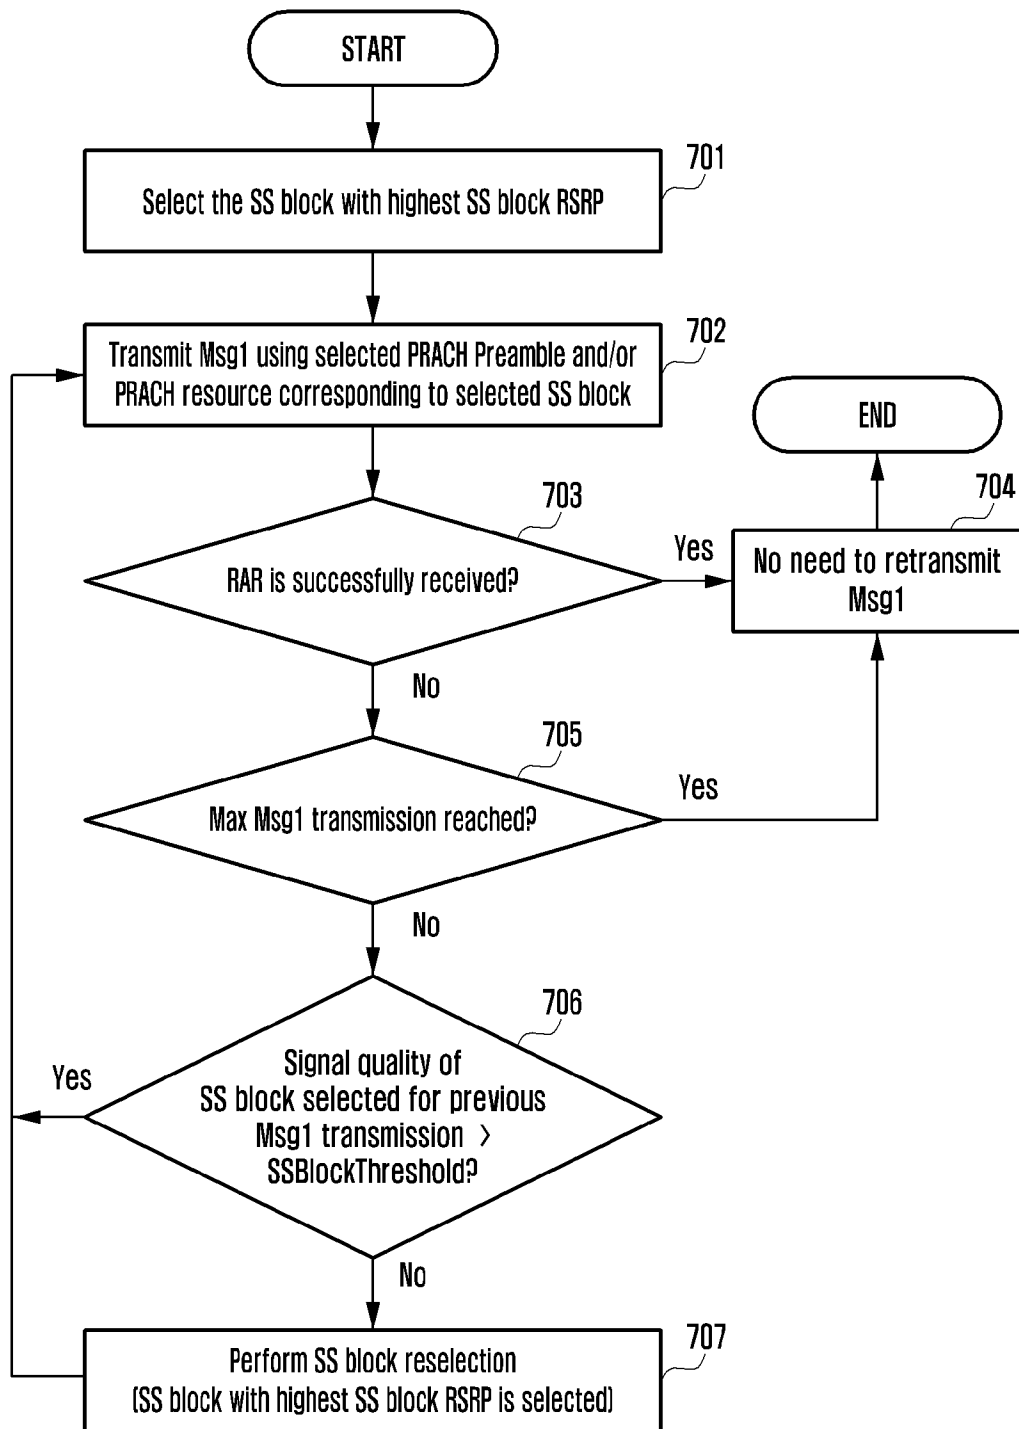 START
701
Select the SS block with highest SS block RSRP
702
Transmit Msg1 using selected PRACH Preamble and/or
PRACH resource corresponding to selected SS block
END
703
704
RAR is successfully received?
Yes
No need to retransmit
Msg1
No
705
Max Msg1 transmission reached?
Yes
No
706
Signal quality of
SS block selected for previous
Msg1 transmission >
SSBlockThreshold?
Yes
No
707
Perform SS block reselection
(SS block with highest SS block RSRP is selected)